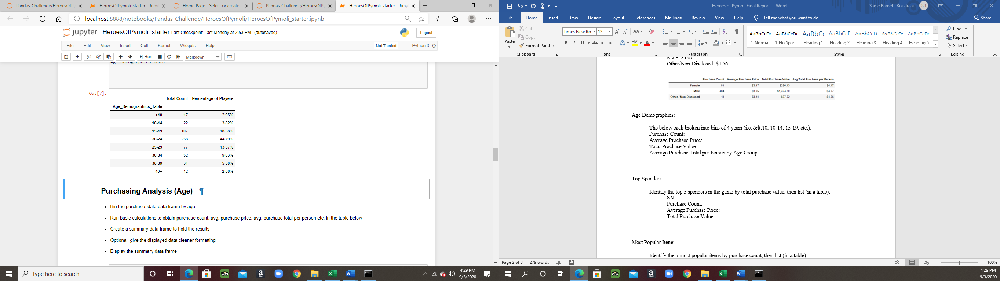 Pandas-Challenge/HeroesOfPy
HeroesOfPymoli_starter - Jupy
Home Page - Select or create
Pandas-Challenge/HeroesOfPy
HeroesOfPymoli_starter - Jupy
localhost:8888/notebooks/Pandas-Challenge/HeroesOfPymoli/HeroesOfPymoli_starter.ipynb
jupyter HeroesOfPymoli_starter Last Checkpoint: Last Monday at 2:53 PM (autosaved)
Logout
File Edit View Insert Cell Kernel Widgets Help
Not Trusted
Python 3
Run
Markdown
Age_Demographics_Table
Out[7]:
Total Count Percentage of Players
Age_Demographics_Table
<10 17 2.95%
10-14 22 3.82%
15-19 107 18.58%
20-24 258 44.79%
25-29 77 13.37%
30-34 52 9.03%
35-39 31 5.38%
40+ 12 2.08%
Purchasing Analysis (Age) ¶
• Bin the purchase_data data frame by age
• Run basic calculations to obtain purchase count, avg. purchase price, avg. purchase total per person etc. in the table below
• Create a summary data frame to hold the results
• Optional: give the displayed data cleaner formatting
• Display the summary data frame
Type here to search
4:29 PM
9/3/2020
Heroes of Pymoli Final Report - Word
Sadie Barnett-Boudreau SB
File Home Insert Draw Design Layout References Mailings Review View Help Tell me what you want to do
Share
Paste
Cut
Copy
Format Painter
Clipboard
Times New Ro 12
Font
Paragraph
AaBbCcDc AaBbCcDc AaBbCc AaBbCcC AaBbCcD AaBbCcDc AaBbCcDc
¶ Normal ¶ No Spac... Heading 1 Heading 2 Heading 3 Heading 4 Heading 5
Styles
Find
Replace
Select
Editing
Male: $4.07
Other/Non-Disclosed: $4.56
Purchase Count Average Purchase Price Total Purchase Value Avg Total Purchase per Person
Female 81 $3.17 $256.43 $4.47
Male 484 $3.05 $1,474.70 $4.07
Other / Non-Disclosed 11 $3.41 $37.52 $4.56
Age Demographics:
The below each broken into bins of 4 years (i.e. &lt;10, 10-14, 15-19, etc.):
Purchase Count:
Average Purchase Price:
Total Purchase Value:
Average Purchase Total per Person by Age Group:
Top Spenders:
Identify the top 5 spenders in the game by total purchase value, then list (in a table):
SN:
Purchase Count:
Average Purchase Price:
Total Purchase Value:
Most Popular Items:
Identify the 5 most popular items by purchase count, then list (in a table):
Page 2 of 3 279 words
100%
4:29 PM
9/3/2020